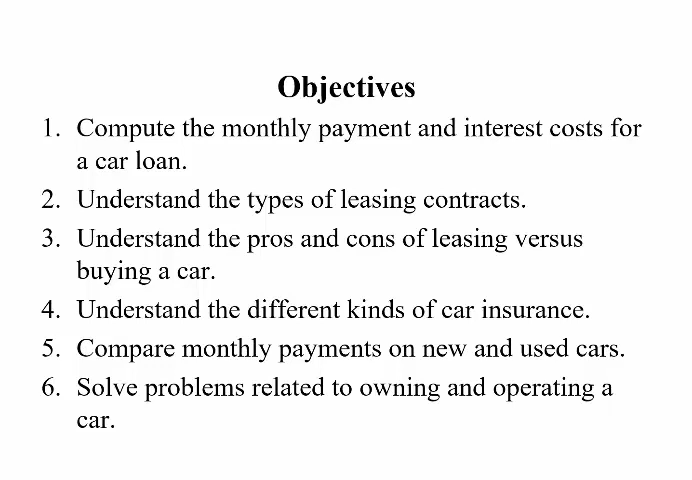 Objectives
1. Compute the monthly payment and interest costs for
a car loan.
2. Understand the types of leasing contracts.
3. Understand the pros and cons of leasing versus
buying a car.
4. Understand the different kinds of car insurance.
5. Compare monthly payments on new and used cars.
6. Solve problems related to owning and operating a
car.